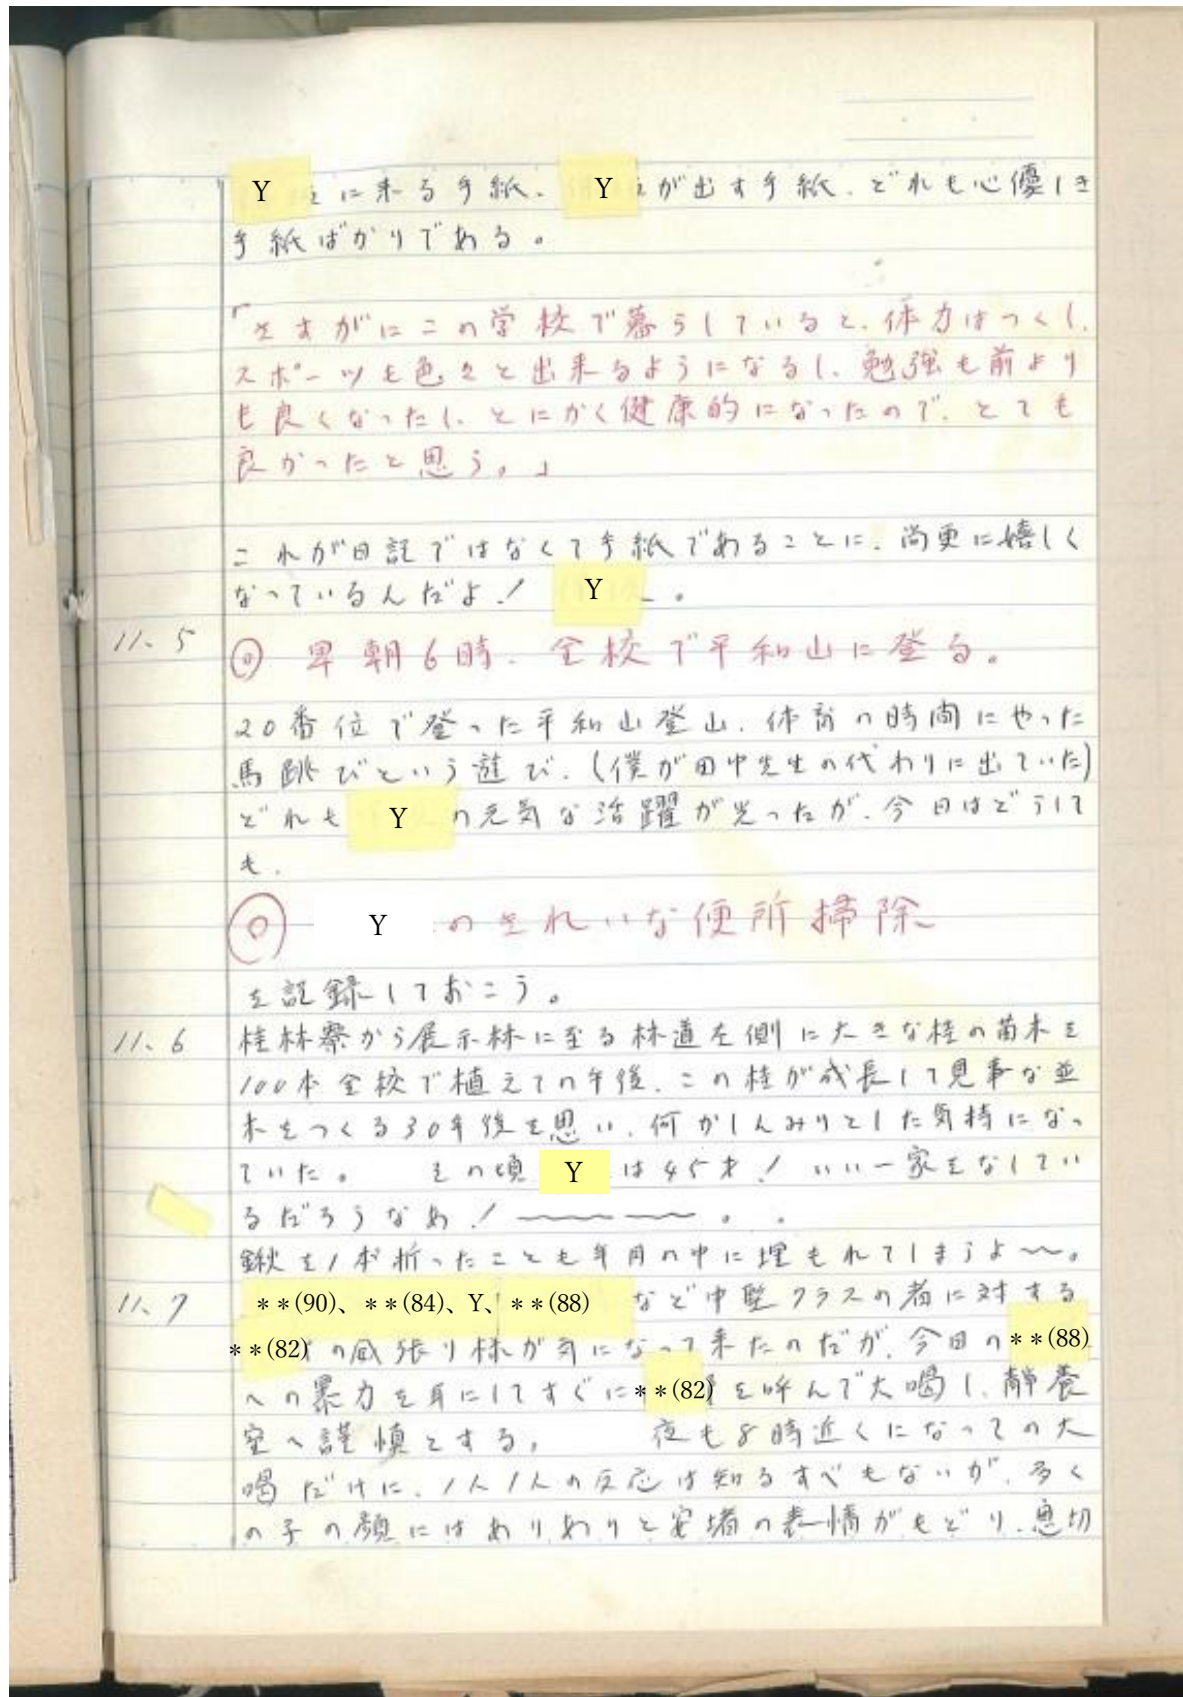 Y に来る手紙、Y が出す手紙、どれも心優しき
手紙ばかりである。
「さすがにこの学校で暮らしていると、体力はつくし、
スポーツも色々と出来るようになるし、勉強も前より
も良くなったし、とにかく健康的になったので、とても
良かったと思う。」
これが日記ではなくて手紙であることに、尚更に嬉しく
なっているんだよ! Y 。
11、5 ◎ 早朝6時、全校で平和山に登る。
20番位で登った平和山登山、体育の時間にやった
馬跳びという遊び、(僕が田中先生の代わりに出ていた)
どれも Y の元気な活躍が光ったが、今日はどうして
も、
◎ Y のきれいな便所掃除
を記録しておこう。
11、6 桂林寮から展示林に至る林道左側に大きな桂の苗木を
100本全校で植えての午後、この桂が成長して見事な並
木をつくる30年後を思い、何かしんみりとした気持になっ
ていた。 その頃 Y は45才! いい一家をなしてい
るだろうなあ!〜〜〜〜。
鍬を1本折ったことも年月の中に埋もれてしまうよ〜。
11、7 **(90)、**(84)、Y、**(88) など中堅クラスの者に対する
**(82) の威張り様が気になって来たのだが、今日の**(88)
への暴力を耳にしてすぐに**(82)を呼んで大喝し、静養
室へ謹慎とする。 夜も8時近くになっての大
喝だけに、1人1人の反応は知るすべもないが、多く
の子の顔にはありありと安堵の表情がもどり、息切